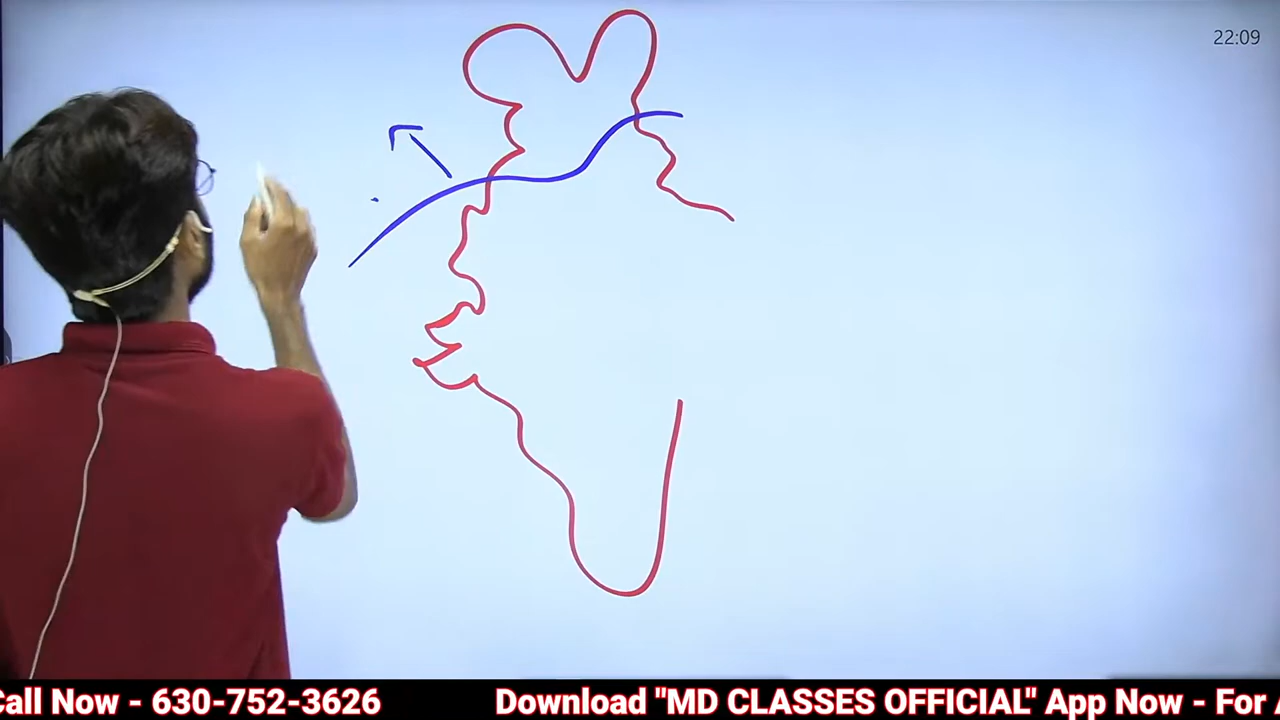 22:09
Call Now - 630-752-3626 Download "MD CLASSES OFFICIAL" App Now - For